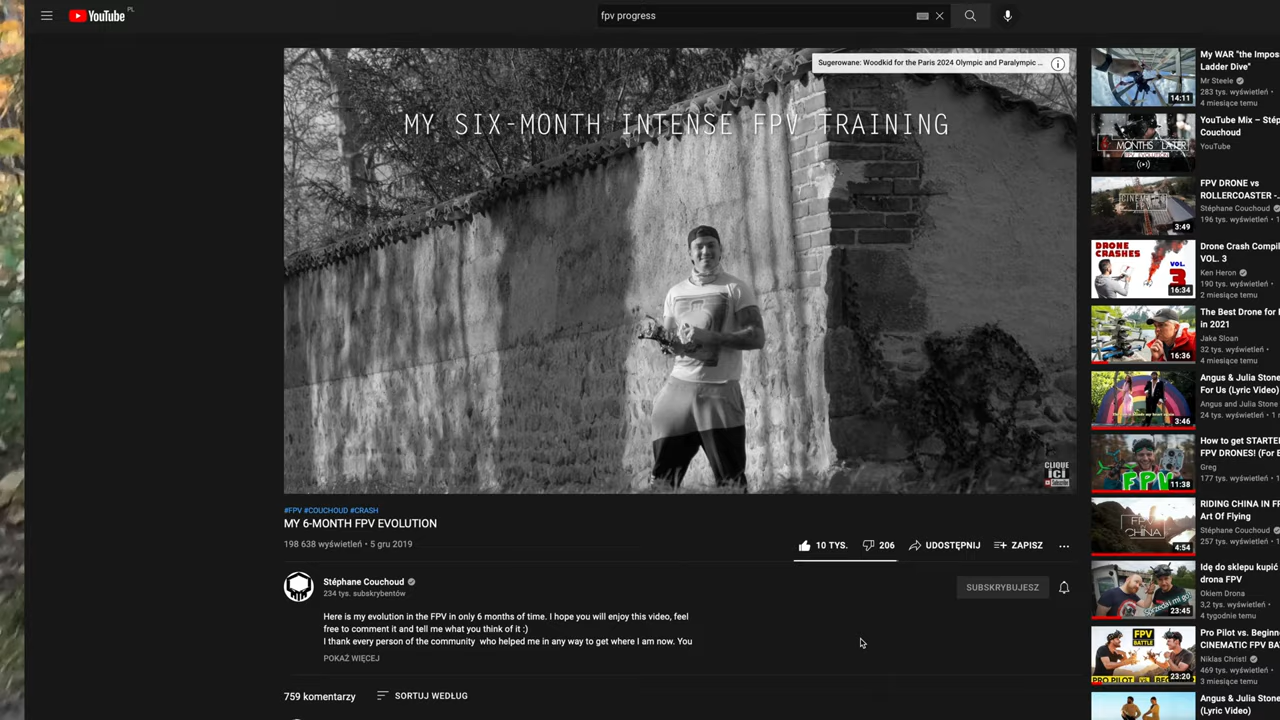 YouTube PL
fpv progress
Sugerowane: Woodkid for the Paris 2024 Olympic and Paralympic ...
MY SIX-MONTH INTENSE FPV TRAINING
CLIQUE
ICI
#FPV #COUCHOUD #CRASH
MY 6-MONTH FPV EVOLUTION
198 638 wyświetleń • 5 gru 2019
10 TYS.
206
UDOSTĘPNIJ
ZAPISZ
Stéphane Couchoud
234 tys. subskrybentów
SUBSKRYBUJESZ
Here is my evolution in the FPV in only 6 months of time. I hope you will enjoy this video, feel
free to comment it and tell me what you think of it :)
I thank every person of the community who helped me in any way to get where I am now. You
POKAŻ WIĘCEJ
759 komentarzy
SORTUJ WEDŁUG
14:11
My WAR "the Impos
Ladder Dive"
Mr Steele
283 tys. wyświetleń •
4 miesiące temu
MONTHS LATER
FPV EVOLUTION
YouTube Mix – Stép
Couchoud
YouTube
CINEMATIC
FPV
3:49
FPV DRONE vs
ROLLERCOASTER -
Stéphane Couchoud
196 tys. wyświetleń • 1
DRONE
CRASHES
VOL.
3
16:34
Drone Crash Compil
VOL. 3
Ken Heron
190 tys. wyświetleń •
2 miesiące temu
16:36
The Best Drone for
in 2021
Jake Sloan
32 tys. wyświetleń •
4 miesiące temu
3:46
Angus & Julia Stone
For Us (Lyric Video)
Angus and Julia Stone
24 tys. wyświetleń • 1
FPV
11:38
How to get STARTE
FPV DRONES! (For B
Greg
177 tys. wyświetleń •
FPV
CHINA
4:54
RIDING CHINA IN F
Art Of Flying
Stéphane Couchoud
257 tys. wyświetleń •
Sprzedaj mi go
23:45
Idę do sklepu kupić
drona FPV
Okiem Drona
3,2 tys. wyświetleń •
4 tygodnie temu
FPV
BATTLE
PRO PILOT VS. BE
23:20
Pro Pilot vs. Beginn
CINEMATIC FPV BA
Niklas Christl
469 tys. wyświetleń •
3 miesiące temu
Angus & Julia Stone
(Lyric Video)